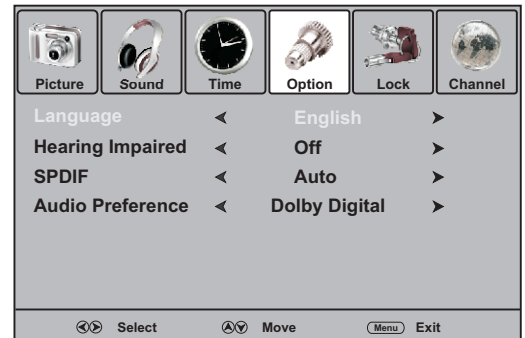 Picture Sound Time Option Lock Channel
Language English
Hearing Impaired Off
SPDIF Auto
Audio Preference Dolby Digital
Select Move Menu Exit